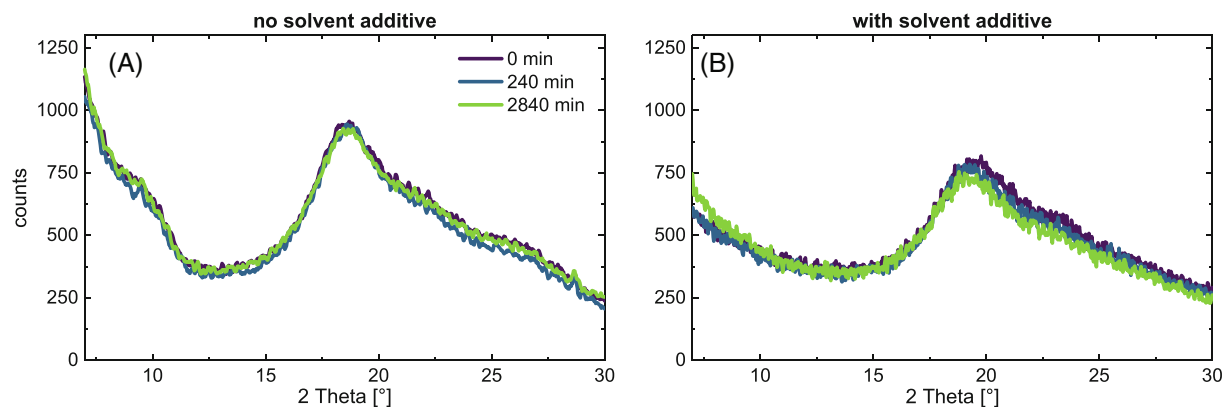 no solvent additive
(A)
0 min
240 min
2840 min
1250
1000
750
500
250
0
counts
10 15 20 25 30
2 Theta [°]
with solvent additive
(B)
1250
1000
750
500
250
0
10 15 20 25 30
2 Theta [°]